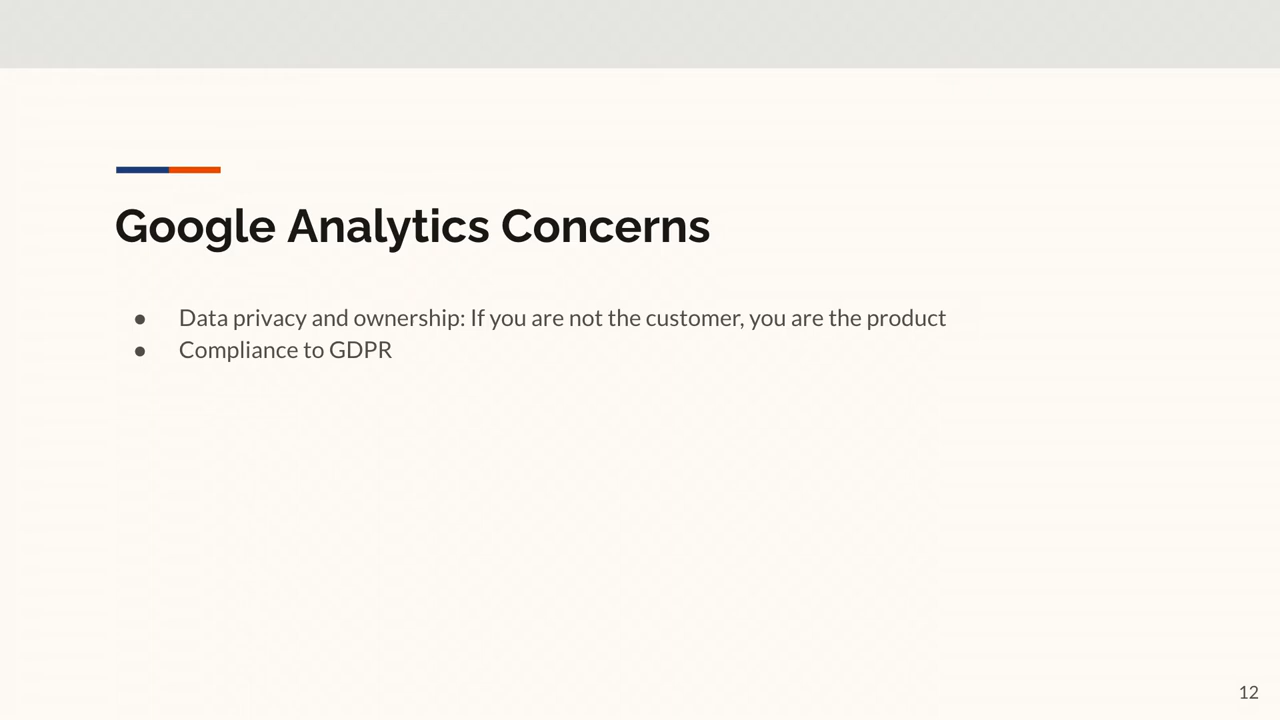 Google Analytics Concerns
● Data privacy and ownership: If you are not the customer, you are the product
● Compliance to GDPR
12